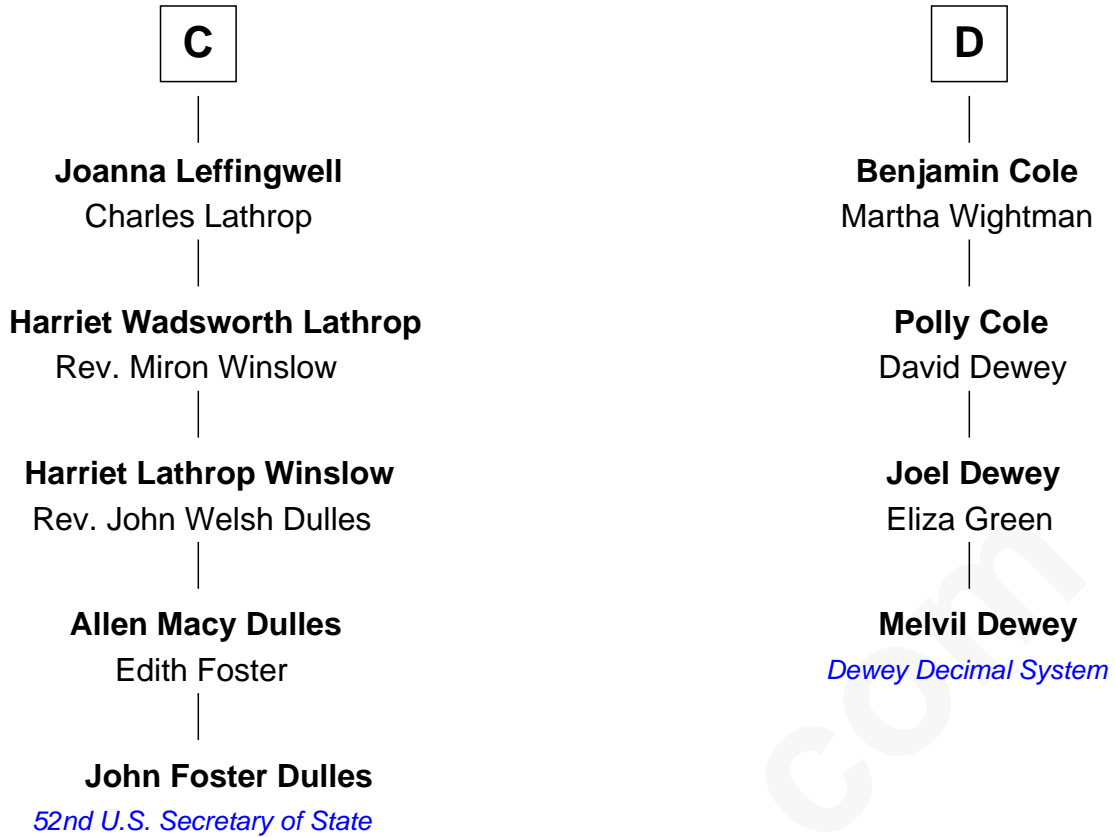 C
Joanna Leffingwell
Charles Lathrop
Harriet Wadsworth Lathrop
Rev. Miron Winslow
Harriet Lathrop Winslow
Rev. John Welsh Dulles
Allen Macy Dulles
Edith Foster
John Foster Dulles
52nd U.S. Secretary of State
D
Benjamin Cole
Martha Wightman
Polly Cole
David Dewey
Joel Dewey
Eliza Green
Melvil Dewey
Dewey Decimal System
com